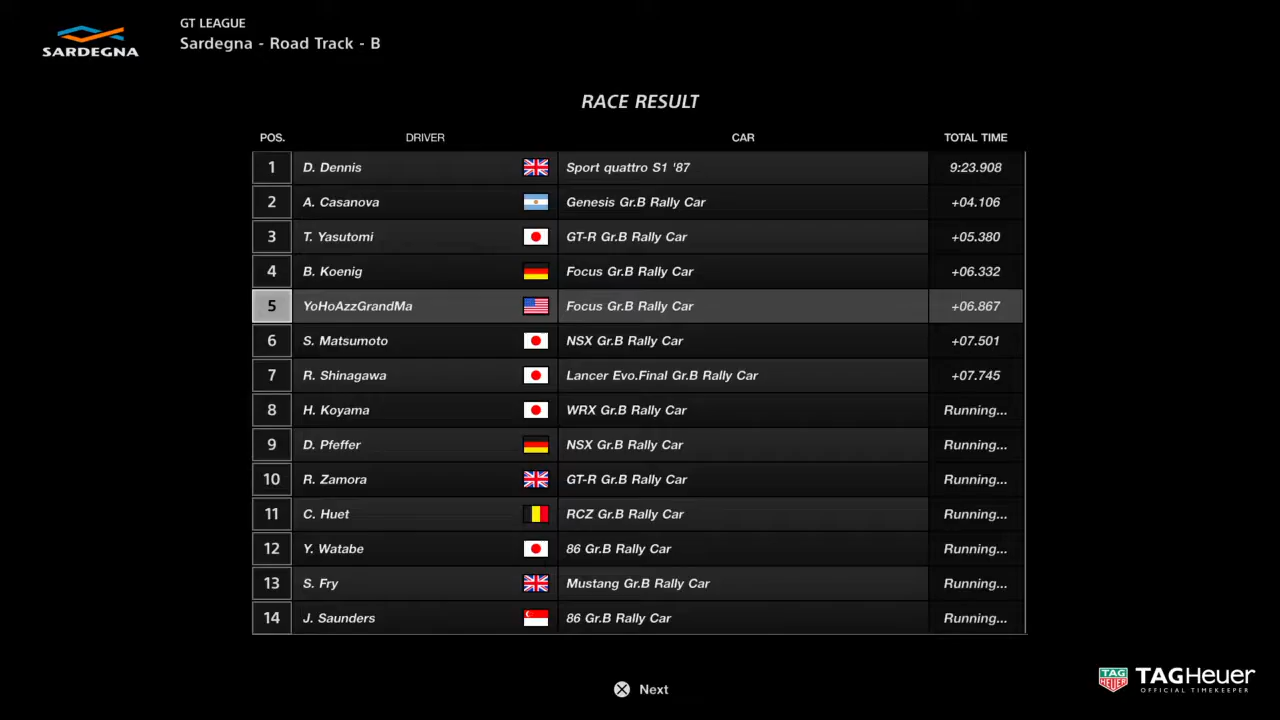 GT LEAGUE
SARDEGNA
Sardegna - Road Track - B
RACE RESULT
POS. DRIVER CAR TOTAL TIME
1 D. Dennis Sport quattro S1 '87 9:23.908
2 A. Casanova Genesis Gr.B Rally Car +04.106
3 T. Yasutomi GT-R Gr.B Rally Car +05.380
4 B. Koenig Focus Gr.B Rally Car +06.332
5 YoHoAzzGrandMa Focus Gr.B Rally Car +06.867
6 S. Matsumoto NSX Gr.B Rally Car +07.501
7 R. Shinagawa Lancer Evo.Final Gr.B Rally Car +07.745
8 H. Koyama WRX Gr.B Rally Car Running...
9 D. Pfeffer NSX Gr.B Rally Car Running...
10 R. Zamora GT-R Gr.B Rally Car Running...
11 C. Huet RCZ Gr.B Rally Car Running...
12 Y. Watabe 86 Gr.B Rally Car Running...
13 S. Fry Mustang Gr.B Rally Car Running...
14 J. Saunders 86 Gr.B Rally Car Running...
Next
TAG HEUER TAGHeuer
OFFICIAL TIMEKEEPER